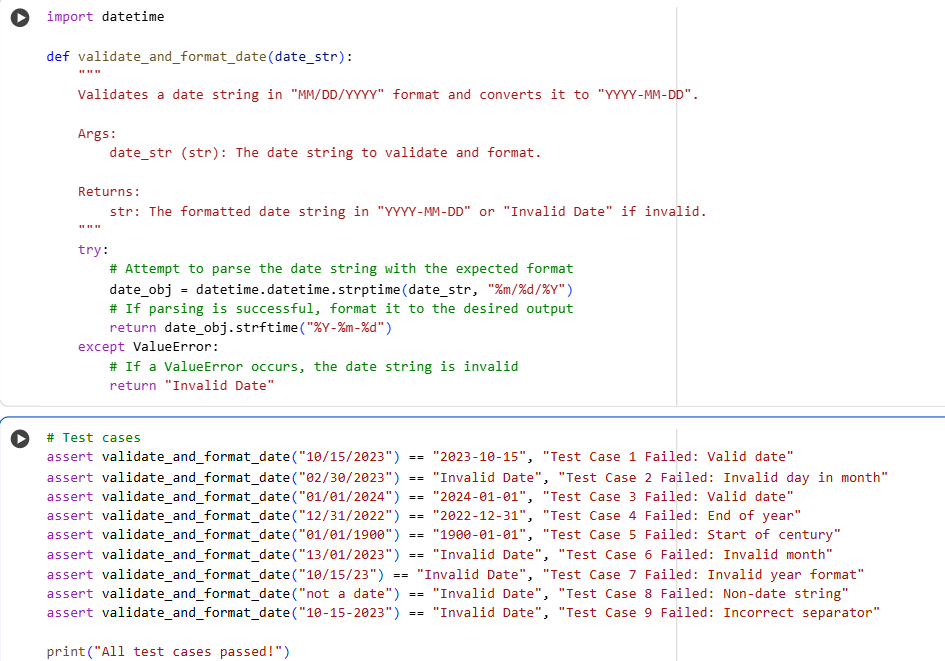 import datetime
def validate_and_format_date(date_str):
"""
Validates a date string in "MM/DD/YYYY" format and converts it to "YYYY-MM-DD".
Args:
date_str (str): The date string to validate and format.
Returns:
str: The formatted date string in "YYYY-MM-DD" or "Invalid Date" if invalid.
"""
try:
# Attempt to parse the date string with the expected format
date_obj = datetime.datetime.strptime(date_str, "%m/%d/%Y")
# If parsing is successful, format it to the desired output
return date_obj.strftime("%Y-%m-%d")
except ValueError:
# If a ValueError occurs, the date string is invalid
return "Invalid Date"
# Test cases
assert validate_and_format_date("10/15/2023") == "2023-10-15", "Test Case 1 Failed: Valid date"
assert validate_and_format_date("02/30/2023") == "Invalid Date", "Test Case 2 Failed: Invalid day in month"
assert validate_and_format_date("01/01/2024") == "2024-01-01", "Test Case 3 Failed: Valid date"
assert validate_and_format_date("12/31/2022") == "2022-12-31", "Test Case 4 Failed: End of year"
assert validate_and_format_date("01/01/1900") == "1900-01-01", "Test Case 5 Failed: Start of century"
assert validate_and_format_date("13/01/2023") == "Invalid Date", "Test Case 6 Failed: Invalid month"
assert validate_and_format_date("10/15/23") == "Invalid Date", "Test Case 7 Failed: Invalid year format"
assert validate_and_format_date("not a date") == "Invalid Date", "Test Case 8 Failed: Non-date string"
assert validate_and_format_date("10-15-2023") == "Invalid Date", "Test Case 9 Failed: Incorrect separator"
print("All test cases passed!")